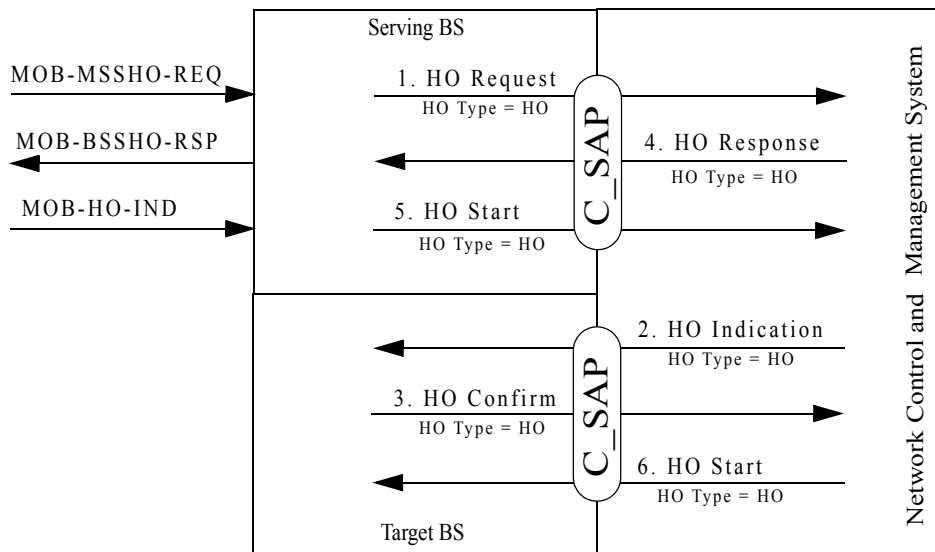 Serving BS
MOB-MSSHO-REQ
1. HO Request
HO Type = HO
MOB-BSSHO-RSP
4. HO Response
HO Type = HO
MOB-HO-IND
5. HO Start
HO Type = HO
C_SAP
2. HO Indication
HO Type = HO
3. HO Confirm
HO Type = HO
6. HO Start
HO Type = HO
C_SAP
Target BS
Network Control and Management System